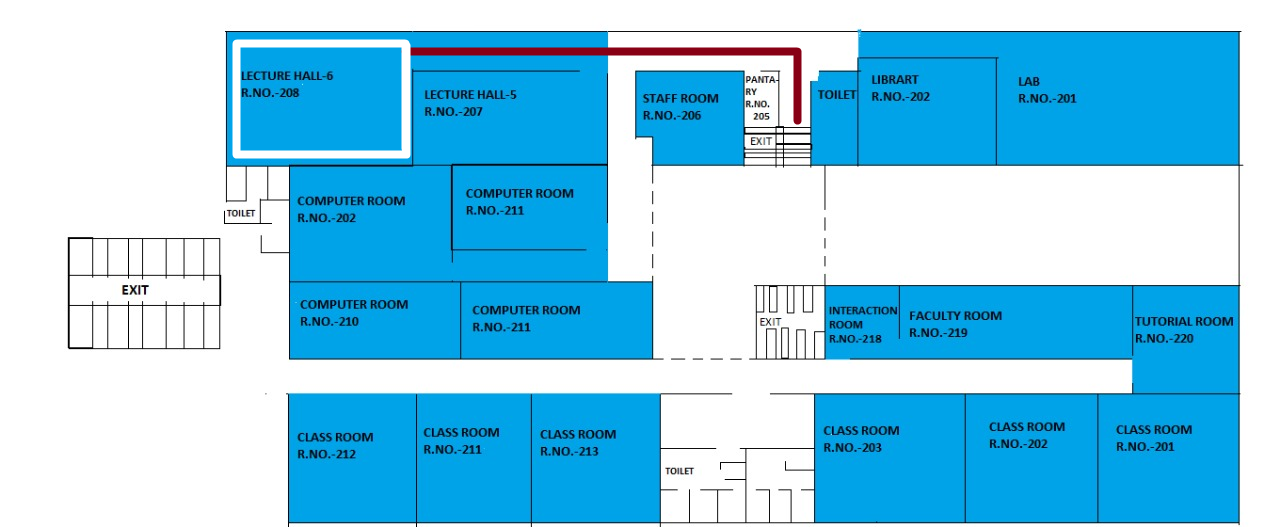 LECTURE HALL-6
R.NO.-208
LECTURE HALL-5
R.NO.-207
STAFF ROOM
R.NO.-206
PANTA-
RY
R.NO.
205
EXIT
TOILET
LIBRART
R.NO.-202
LAB
R.NO.-201
TOILET
COMPUTER ROOM
R.NO.-202
COMPUTER ROOM
R.NO.-211
EXIT
COMPUTER ROOM
R.NO.-210
COMPUTER ROOM
R.NO.-211
EXIT
INTERACTION
ROOM
R.NO.-218
FACULTY ROOM
R.NO.-219
TUTORIAL ROOM
R.NO.-220
CLASS ROOM
R.NO.-212
CLASS ROOM
R.NO.-211
CLASS ROOM
R.NO.-213
TOILET
CLASS ROOM
R.NO.-203
CLASS ROOM
R.NO.-202
CLASS ROOM
R.NO.-201